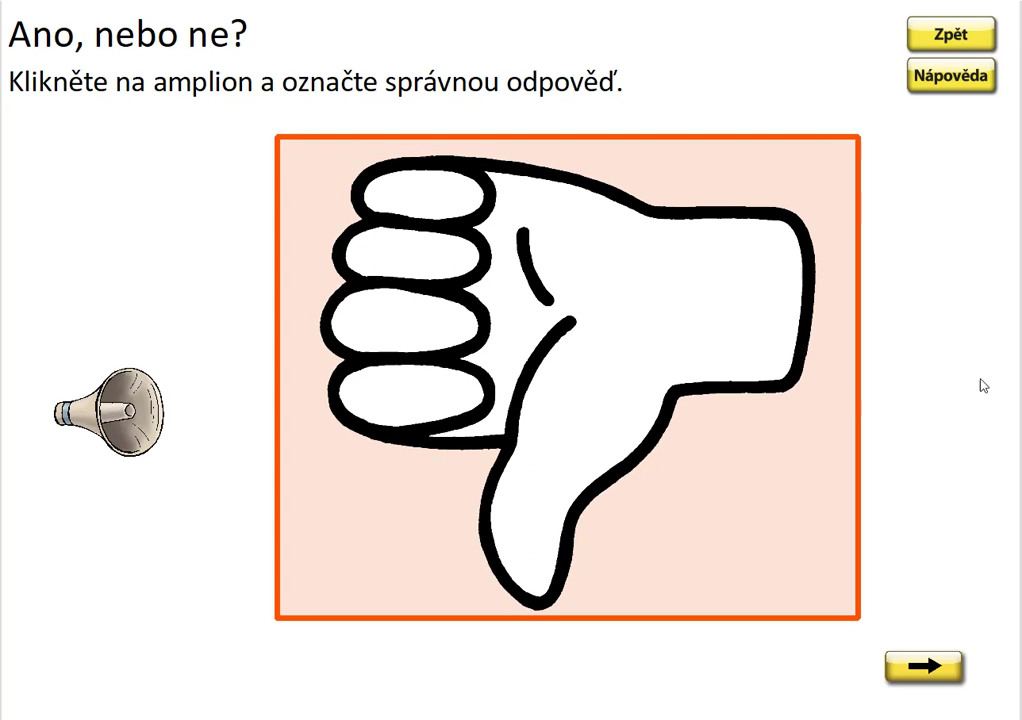 Ano, nebo ne?
Zpět
Klikněte na amplion a označte správnou odpověď.
Nápověda